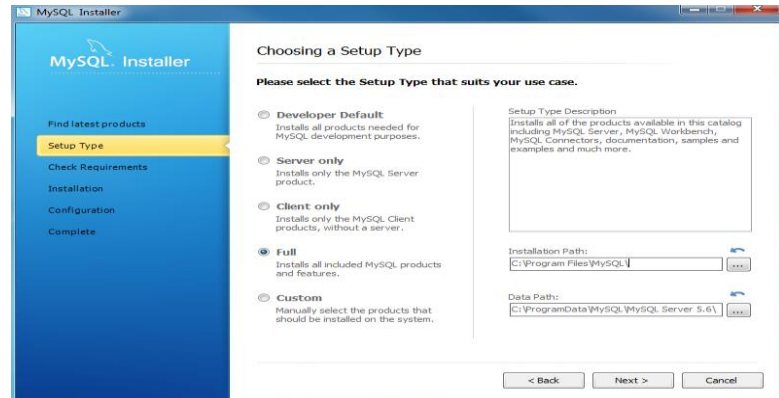 MySQL Installer
MySQL. Installer
Choosing a Setup Type
Please select the Setup Type that suits your use case.
Find latest products
Setup Type
Check Requirements
Installation
Configuration
Complete
Developer Default
Installs all products needed for
MySQL development purposes.
Server only
Installs only the MySQL Server
product.
Client only
Installs only the MySQL Client
products, without a server.
Full
Installs all included MySQL products
and features.
Custom
Manually select the products that
should be installed on the system.
Setup Type Description
Installs all of the products available in this catalog
including MySQL Server, MySQL Workbench,
MySQL Connectors, documentation, samples and
examples and much more.
Installation Path:
C:\Program Files\MySQL\
...
Data Path:
C:\ProgramData\MySQL\MySQL Server 5.6\
...
< Back
Next >
Cancel